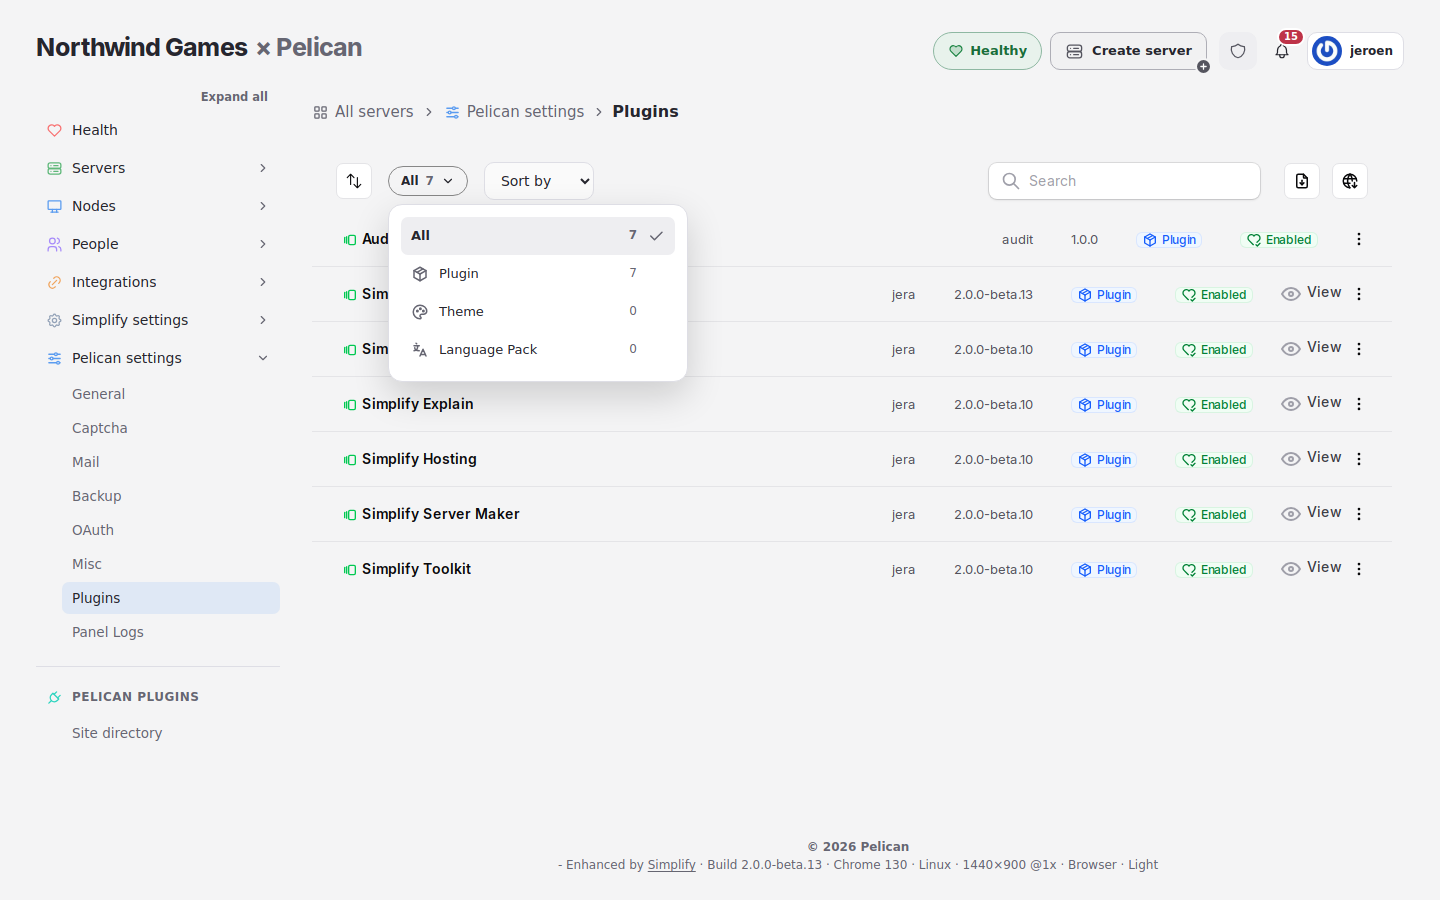 Northwind Games × Pelican
Healthy
Create server
15
jeroen
Expand all
Health
Servers
Nodes
People
Integrations
Simplify settings
Pelican settings
General
Captcha
Mail
Backup
OAuth
Misc
Plugins
Panel Logs
PELICAN PLUGINS
Site directory
All servers > Pelican settings > Plugins
All 7
Sort by
Search
All 7
Plugin 7
Theme 0
Language Pack 0
Aud audit 1.0.0 Plugin Enabled
Sim jera 2.0.0-beta.13 Plugin Enabled View
Sim jera 2.0.0-beta.10 Plugin Enabled View
Simplify Explain jera 2.0.0-beta.10 Plugin Enabled View
Simplify Hosting jera 2.0.0-beta.10 Plugin Enabled View
Simplify Server Maker jera 2.0.0-beta.10 Plugin Enabled View
Simplify Toolkit jera 2.0.0-beta.10 Plugin Enabled View
© 2026 Pelican
- Enhanced by Simplify · Build 2.0.0-beta.13 · Chrome 130 · Linux · 1440×900 @1x · Browser · Light